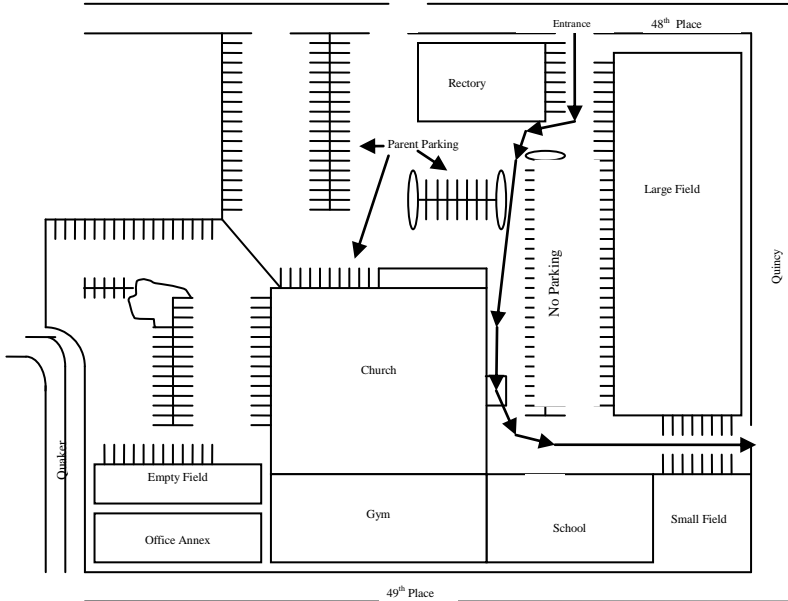 Entrance
48th Place
Rectory
Parent Parking
Large Field
Quincy
No Parking
Church
Quaker
Empty Field
Gym
School
Small Field
Office Annex
49th Place